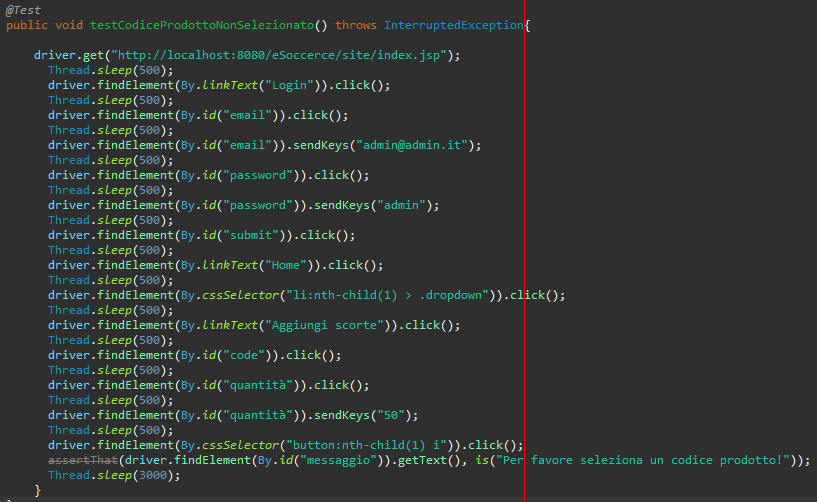 @Test
public void testCodiceProdottoNonSelezionato() throws InterruptedException{
driver.get("http://localhost:8080/eSoccerce/site/index.jsp");
Thread.sleep(500);
driver.findElement(By.linkText("Login")).click();
Thread.sleep(500);
driver.findElement(By.id("email")).click();
Thread.sleep(500);
driver.findElement(By.id("email")).sendKeys("admin@admin.it");
Thread.sleep(500);
driver.findElement(By.id("password")).click();
Thread.sleep(500);
driver.findElement(By.id("password")).sendKeys("admin");
Thread.sleep(500);
driver.findElement(By.id("submit")).click();
Thread.sleep(500);
driver.findElement(By.linkText("Home")).click();
Thread.sleep(500);
driver.findElement(By.cssSelector("li:nth-child(1) > .dropdown")).click();
Thread.sleep(500);
driver.findElement(By.linkText("Aggiungi scorte")).click();
Thread.sleep(500);
driver.findElement(By.id("code")).click();
Thread.sleep(500);
driver.findElement(By.id("quantità")).click();
Thread.sleep(500);
driver.findElement(By.id("quantità")).sendKeys("50");
Thread.sleep(500);
driver.findElement(By.cssSelector("button:nth-child(1) i")).click();
assertThat(driver.findElement(By.id("messaggio")).getText(), is("Per favore seleziona un codice prodotto!"));
Thread.sleep(3000);
}